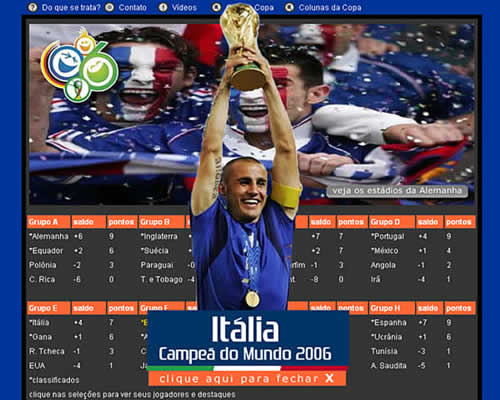 Do que se trata?
Contato
Vídeos
Copa
Colunas da Copa
veja os estádios da Alemanha
Grupo A saldo pontos Grupo B saldo pontos Grupo D saldo pontos
*Alemanha +6 9 *Inglaterra +7 7 *Portugal +4 9
*Equador +2 6 *Suécia +2 7 *México +1 4
Polônia -2 3 Paraguai -1 3 Angola -1 2
C. Rica -6 0 T. e Tobago -8 0 Irã -4 1
Grupo E saldo pontos saldo pontos Grupo H saldo pontos
*Itália +4 7 *Espanha +7 9
*Gana +1 6 *Ucrânia +1 6
R. Tcheca -1 3 Tunísia -3 1
EUA -4 1 A. Saudita -5 1
*classificados
clique nas seleções para ver seus jogadores e destaques
Itália
Campeã do Mundo 2006
clique aqui para fechar X